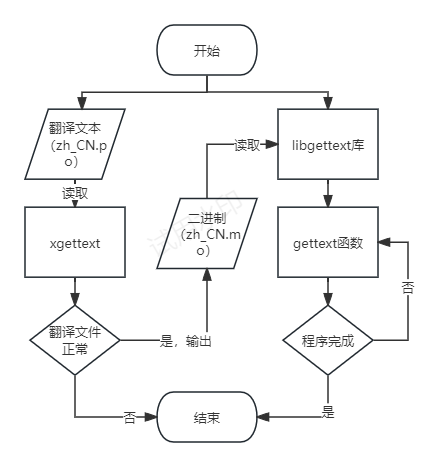 开始
翻译文本
（zh_CN.p
o）
libgettext库
读取
读取
二进制
（zh_CN.m
o）
xgettext
gettext函数
否
翻译文件
正常
是，输出
程序完成
否
结束
是